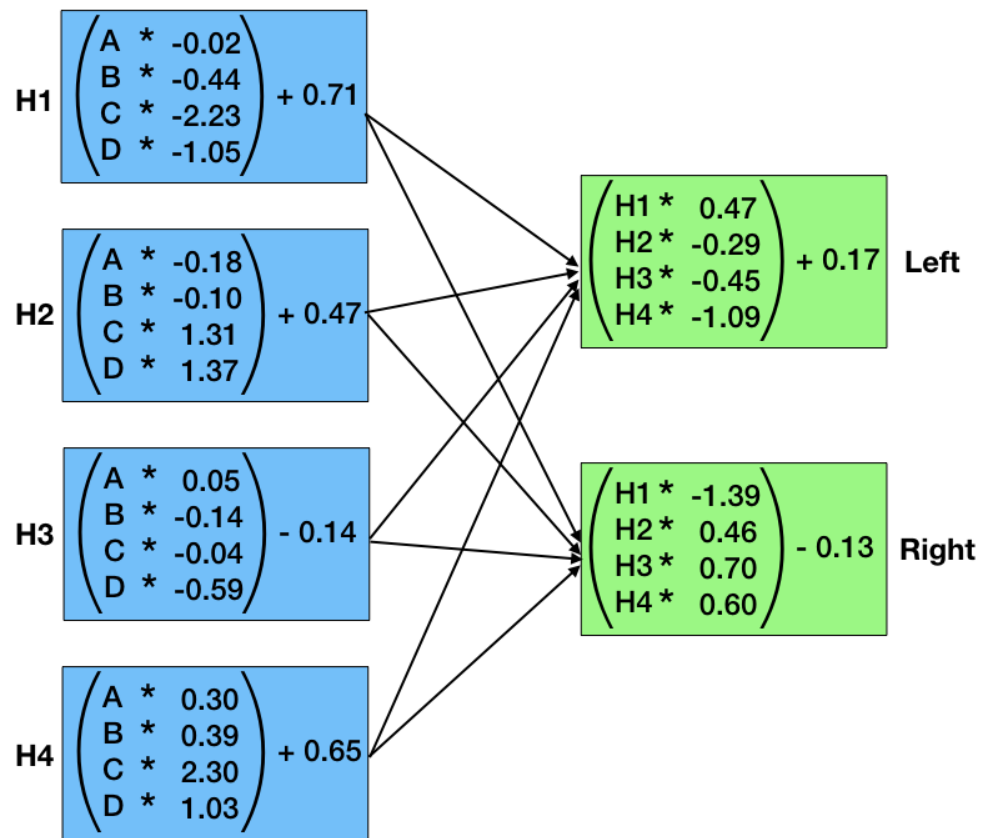 H1
A * -0.02
B * -0.44
C * -2.23
D * -1.05
+ 0.71
H2
A * -0.18
B * -0.10
C * 1.31
D * 1.37
+ 0.47
H3
A * 0.05
B * -0.14
C * -0.04
D * -0.59
- 0.14
H4
A * 0.30
B * 0.39
C * 2.30
D * 1.03
+ 0.65
H1 * 0.47
H2 * -0.29
H3 * -0.45
H4 * -1.09
+ 0.17
Left
H1 * -1.39
H2 * 0.46
H3 * 0.70
H4 * 0.60
- 0.13
Right